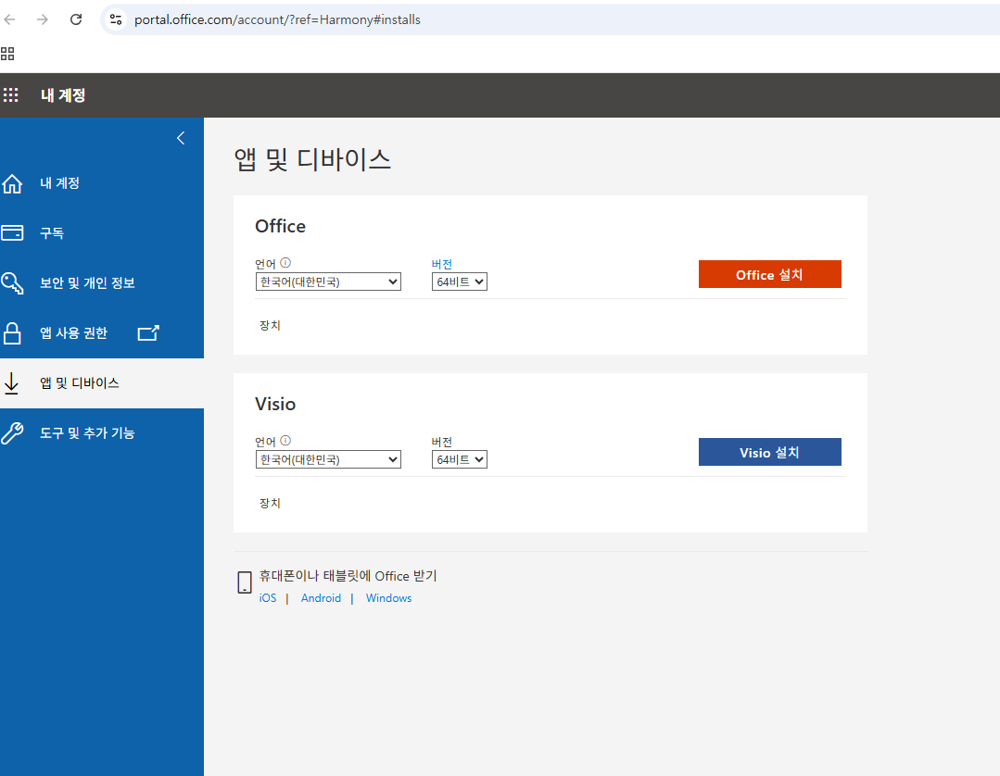 portal.office.com/account/?ref=Harmony#installs
내 계정
앱 및 디바이스
내 계정
구독
보안 및 개인 정보
앱 사용 권한
앱 및 디바이스
도구 및 추가 기능
Office
언어 버전
한국어(대한민국) 64비트 Office 설치
장치
Visio
언어 버전
한국어(대한민국) 64비트 Visio 설치
장치
휴대폰이나 태블릿에 Office 받기
iOS | Android | Windows